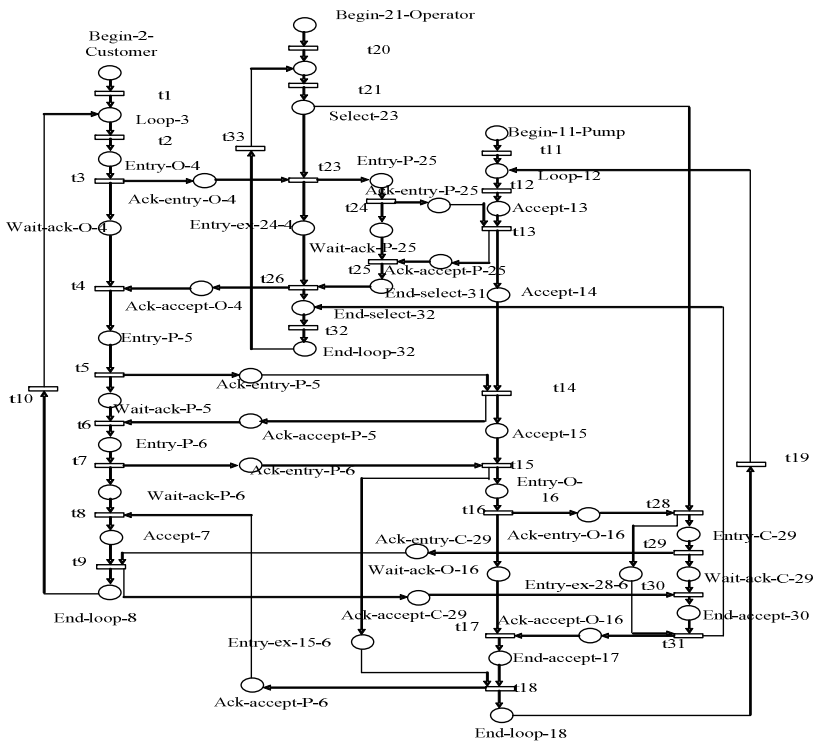 Begin-21-Operator
Begin-2-
Customer
t20
t21
t1
Loop-3
Select-23
t2
t33
Begin-11-Pump
t11
Entry-O-4
t23
Entry-P-25
Loop-12
t3
t12
Ack-entry-P-25
Ack-entry-O-4
t24
Accept-13
Wait-ack-O-4
Entry-ex-24-4
t13
Wait-ack-P-25
t25
Ack-accept-P-25
t4
t26
End-select-31
Accept-14
Ack-accept-O-4
End-select-32
t32
Entry-P-5
End-loop-32
t5
Ack-entry-P-5
t14
t10
Wait-ack-P-5
t6
Ack-accept-P-5
Accept-15
Entry-P-6
t7
Ack-entry-P-6
t15
t19
Entry-O-
16
Wait-ack-P-6
t28
t8
t16
Ack-entry-O-16
Accept-7
Ack-entry-C-29
t29
Entry-C-29
t9
Wait-ack-O-16
Entry-ex-28-6
t30
Wait-ack-C-29
End-loop-8
Ack-accept-C-29
Ack-accept-O-16
End-accept-30
Entry-ex-15-6
t17
t31
End-accept-17
t18
Ack-accept-P-6
End-loop-18